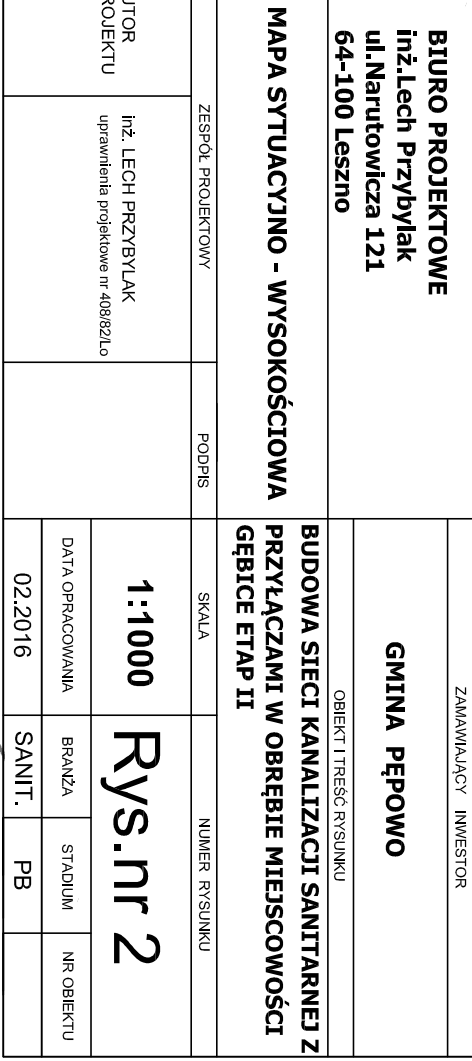 BIURO PROJEKTOWE
inż.Lech Przybylak
ul.Narutowicza 121
64-100 Leszno
ZAMAWIAJĄCY INWESTOR
GMINA PĘPOWO
OBIEKT I TREŚĆ RYSUNKU
MAPA SYTUACYJNO - WYSOKOŚCIOWA
BUDOWA SIECI KANALIZACJI SANITARNEJ Z
PRZYŁĄCZAMI W OBRĘBIE MIEJSCOWOŚCI
GĘBICE ETAP II
ZESPÓŁ PROJEKTOWY
PODPIS
SKALA
NUMER RYSUNKU
UTOR
ROJEKTU
inż. LECH PRZYBYLAK
uprawnienia projektowe nr 408/82/Lo
1:1000
Rys.nr 2
DATA OPRACOWANIA
BRANŻA
STADIUM
NR OBIEKTU
02.2016
SANIT.
PB